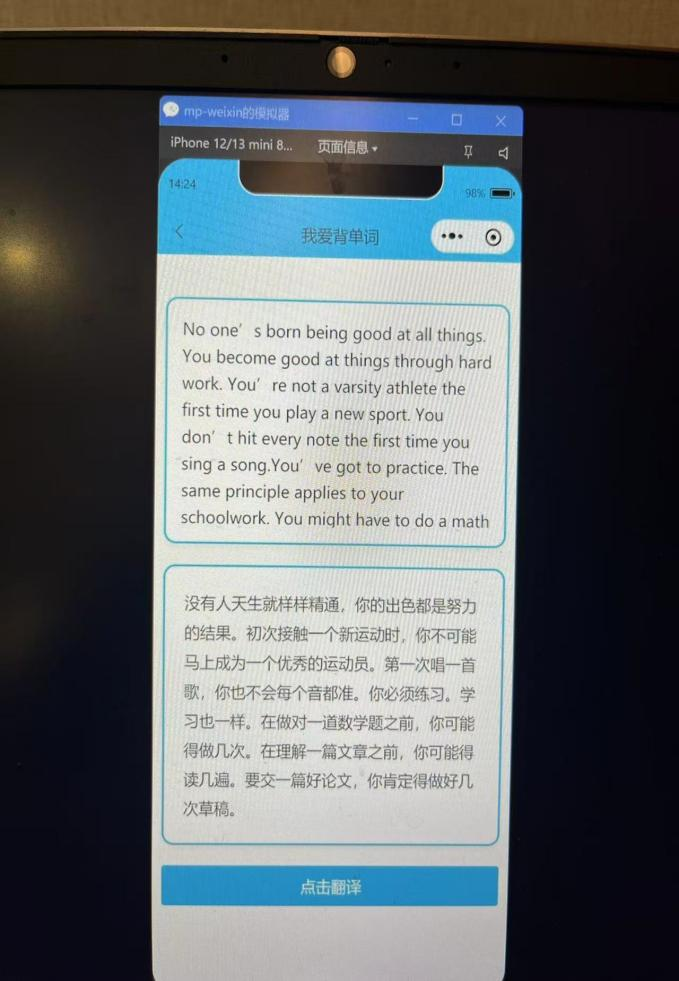 mp-weixin的模拟器
iPhone 12/13 mini 8... 页面信息
14:24
98%
我爱背单词
No one’s born being good at all things.
You become good at things through hard
work. You’re not a varsity athlete the
first time you play a new sport. You
don’t hit every note the first time you
sing a song.You’ve got to practice. The
same principle applies to your
schoolwork. You might have to do a math
没有人天生就样样精通，你的出色都是努力
的结果。初次接触一个新运动时，你不可能
马上成为一个优秀的运动员。第一次唱一首
歌，你也不会每个音都准。你必须练习。学
习也一样。在做对一道数学题之前，你可能
得做几次。在理解一篇文章之前，你可能得
读几遍。要交一篇好论文，你肯定得做好几
次草稿。
点击翻译